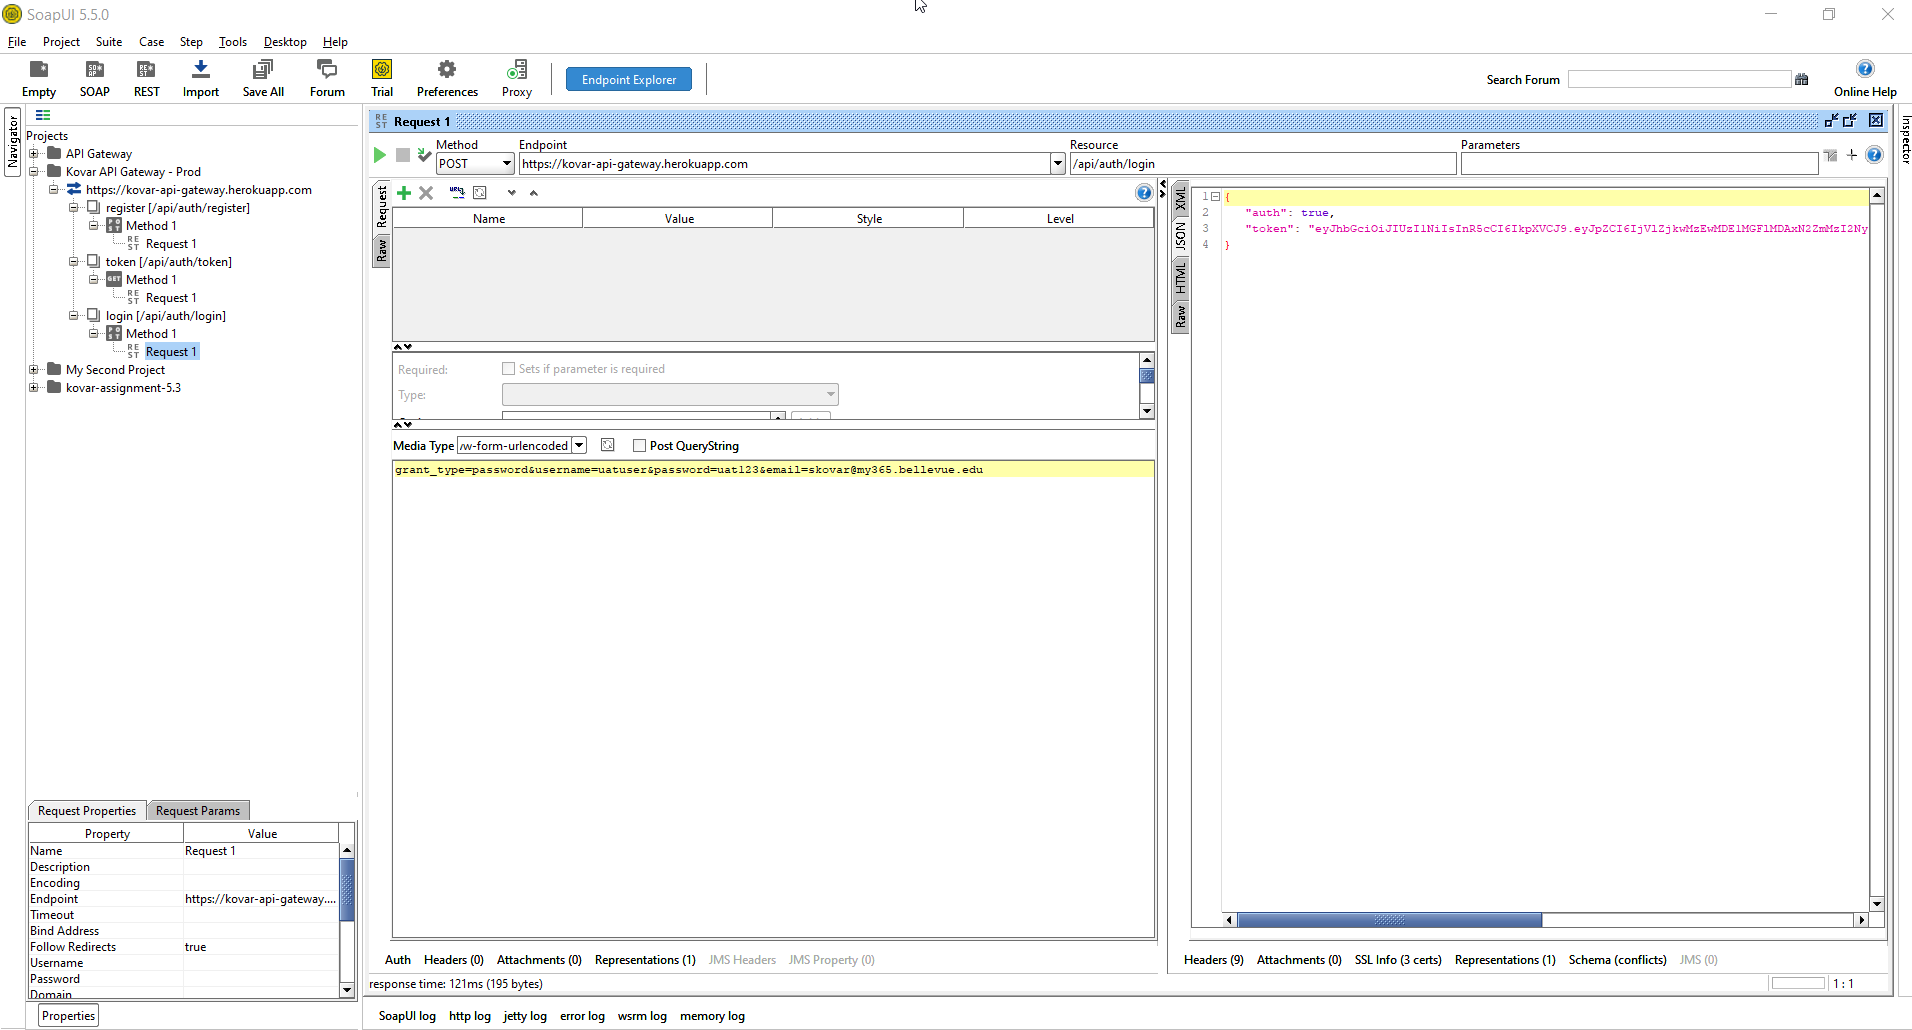 SoapUI 5.5.0
File Project Suite Case Step Tools Desktop Help
Empty SOAP REST Import Save All Forum Trial Preferences Proxy Endpoint Explorer Search Forum Online Help
Navigator
Projects
API Gateway
Kovar API Gateway - Prod
https://kovar-api-gateway.herokuapp.com
register [/api/auth/register]
Method 1
REST Request 1
token [/api/auth/token]
GET Method 1
REST Request 1
login [/api/auth/login]
Method 1
REST Request 1
My Second Project
kovar-assignment-5.3
Request Properties Request Params
Property Value
Name Request 1
Description
Encoding
Endpoint https://kovar-api-gateway....
Timeout
Bind Address
Follow Redirects true
Username
Password
Domain
Properties
REST Request 1
Method Endpoint Resource Parameters
POST https://kovar-api-gateway.herokuapp.com /api/auth/login
Request
Raw
Name Value Style Level
Required: Sets if parameter is required
Type:
Media Type /w-form-urlencoded Post QueryString
grant_type=password&username=uatuser&password=uat123&email=skovar@my365.bellevue.edu
Auth Headers (0) Attachments (0) Representations (1) JMS Headers JMS Property (0)
response time: 121ms (195 bytes)
XML
JSON
HTML
Raw
1 {
2 "auth": true,
3 "token":
4 }
Headers (9) Attachments (0) SSL Info (3 certs) Representations (1) Schema (conflicts) JMS (0)
1 : 1
Inspector
SoapUI log http log jetty log error log wsrm log memory log